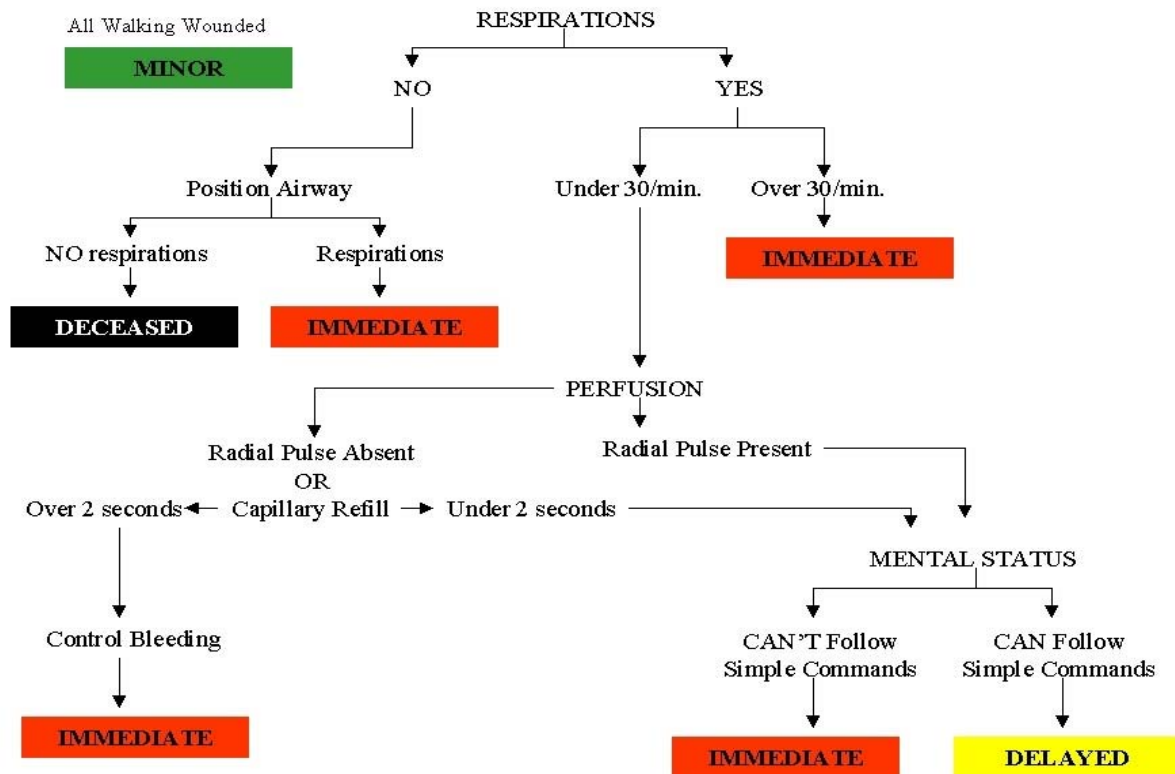 All Walking Wounded
MINOR
RESPIRATIONS
NO
YES
Position Airway
Under 30/min.
Over 30/min.
NO respirations
Respirations
IMMEDIATE
DECEASED
IMMEDIATE
PERFUSION
Radial Pulse Absent
Radial Pulse Present
OR
Over 2 seconds
Capillary Refill
Under 2 seconds
MENTAL STATUS
Control Bleeding
CAN'T Follow
Simple Commands
CAN Follow
Simple Commands
IMMEDIATE
IMMEDIATE
DELAYED